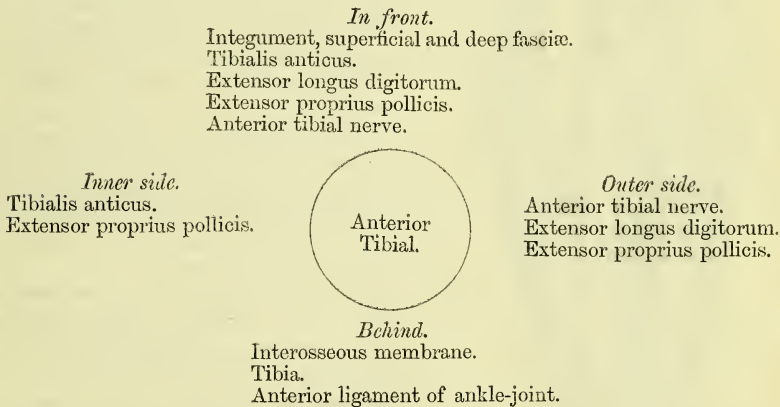 In front.
Integument, superficial and deep fasciæ.
Tibialis anticus.
Extensor longus digitorum.
Extensor proprius pollicis.
Anterior tibial nerve.
Inner side.
Tibialis anticus.
Extensor proprius pollicis.
Anterior
Tibial.
Outer side.
Anterior tibial nerve.
Extensor longus digitorum.
Extensor proprius pollicis.
Behind.
Interosseous membrane.
Tibia.
Anterior ligament of ankle-joint.